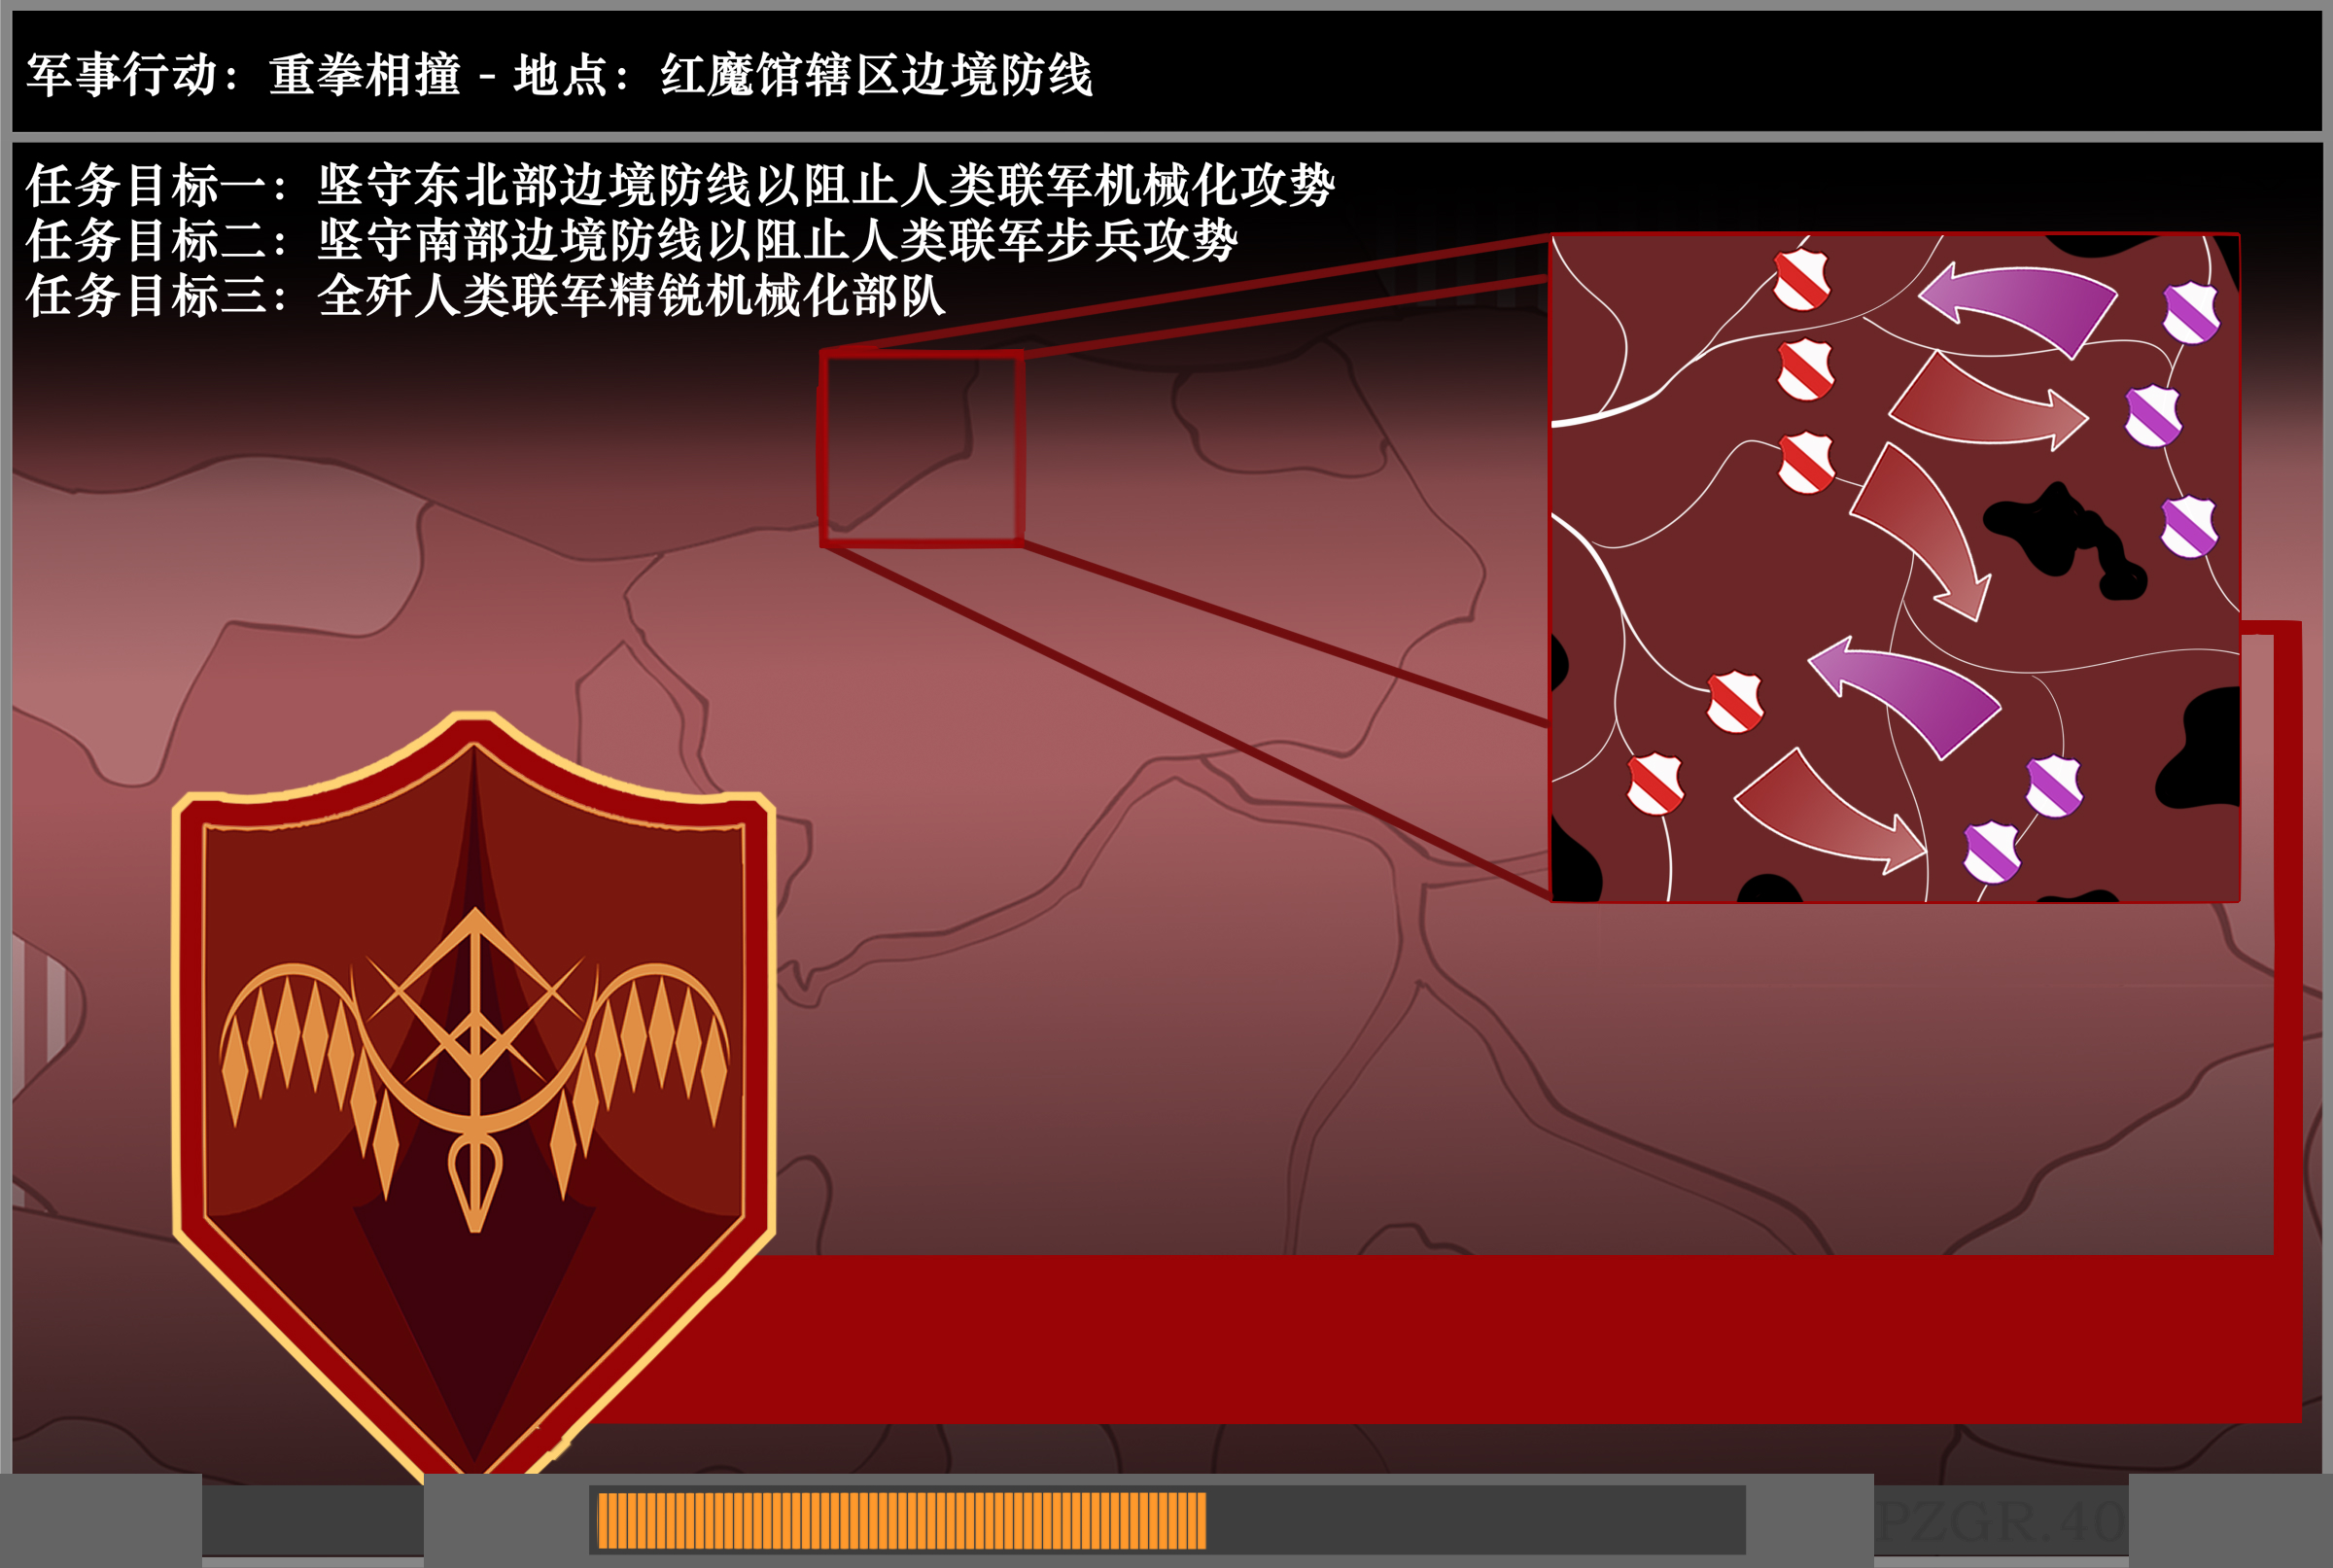 军事行动：重拳相撞 - 地点：红魔馆辖区边境防线
任务目标一：坚守东北部边境防线以阻止人类联军机械化攻势
任务目标二：坚守南部边境防线以阻止人类联军步兵攻势
任务目标三：全歼人类联军精锐机械化部队
PZGR.40